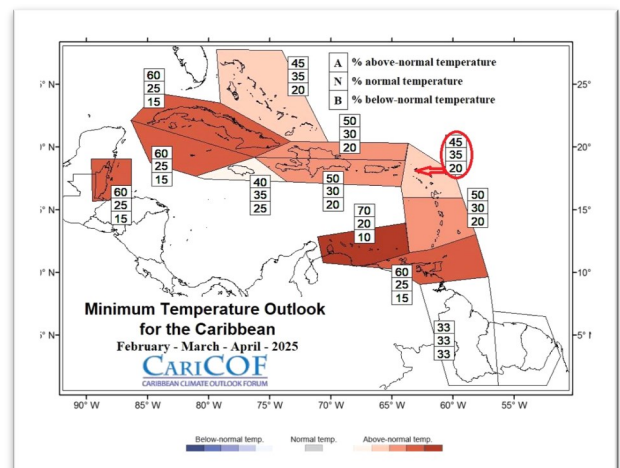 A % above-normal temperature
N % normal temperature
B % below-normal temperature
45
35
20
60
25
15
50
30
20
45
35
20
60
25
15
40
35
25
50
30
20
60
25
15
50
30
20
70
20
10
60
25
15
33
33
33
25°
20°
15°
10°
Minimum Temperature Outlook
for the Caribbean
February - March - April - 2025
CARICOF
CARIBBEAN CLIMATE OUTLOOK FORUM
90° W
85° W
80° W
75° W
70° W
65° W
60° W
55° W
Below-normal temp.
Normal temp.
Above-normal temp.